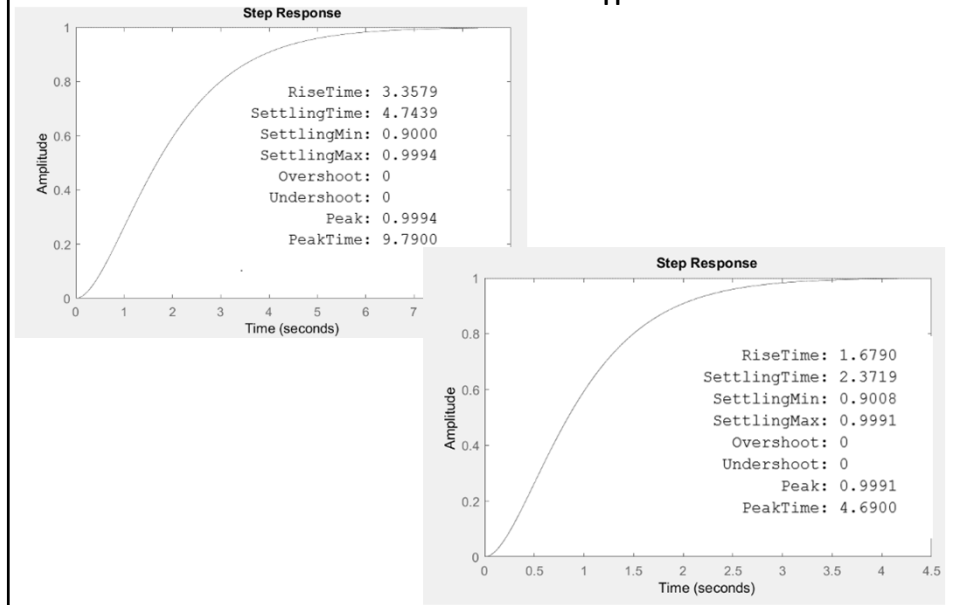 Step Response
1
0.8
0.6
0.4
0.2
0
Amplitude
RiseTime: 3.3579
SettlingTime: 4.7439
SettlingMin: 0.9000
SettlingMax: 0.9994
Overshoot: 0
Undershoot: 0
Peak: 0.9994
PeakTime: 9.7900
0 1 2 3 4 5 6 7
Time (seconds)
Step Response
1
0.8
0.6
0.4
0.2
0
Amplitude
RiseTime: 1.6790
SettlingTime: 2.3719
SettlingMin: 0.9008
SettlingMax: 0.9991
Overshoot: 0
Undershoot: 0
Peak: 0.9991
PeakTime: 4.6900
0 0.5 1 1.5 2 2.5 3 3.5 4 4.5
Time (seconds)